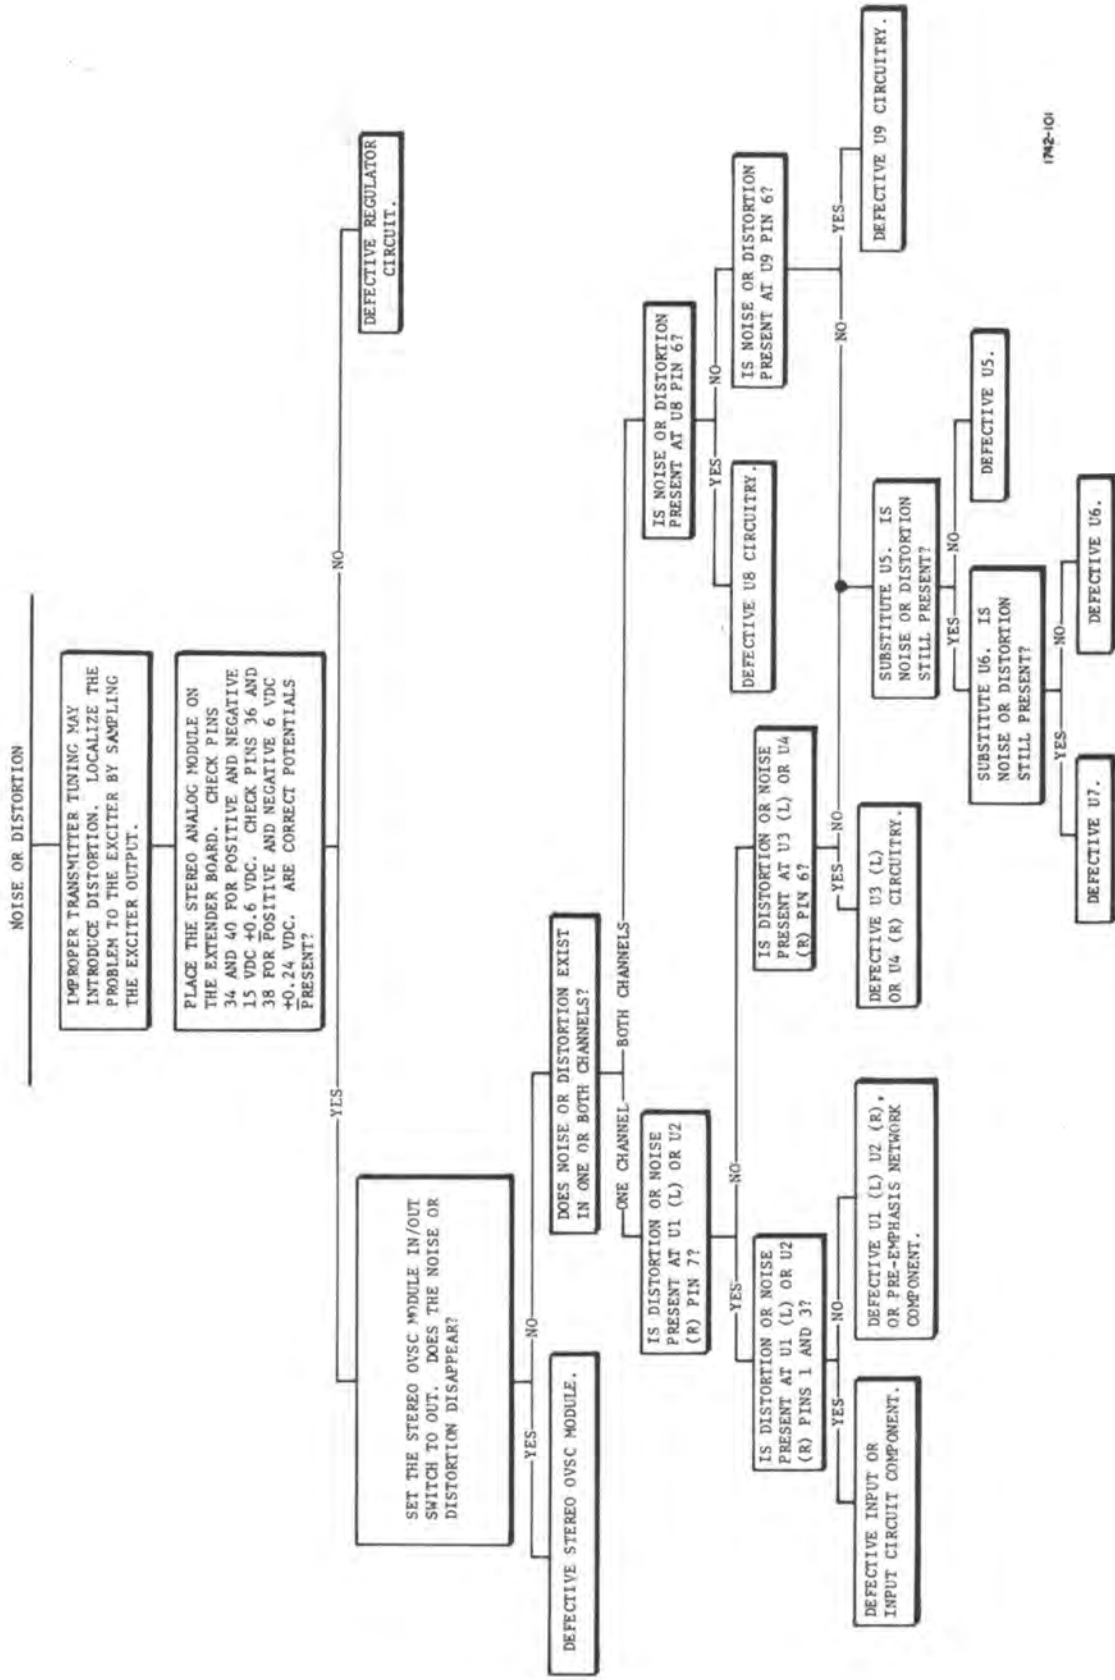 NOISE OR DISTORTION
IMPROPER TRANSMITTER TUNING MAY
INTRODUCE DISTORTION. LOCALIZE THE
PROBLEM TO THE EXCITER BY SAMPLING
THE EXCITER OUTPUT.
PLACE THE STEREO ANALOG MODULE ON
THE EXTENDER BOARD. CHECK PINS
34 AND 40 FOR POSITIVE AND NEGATIVE
15 VDC +0.6 VDC. CHECK PINS 36 AND
38 FOR POSITIVE AND NEGATIVE 6 VDC
+0.24 VDC. ARE CORRECT POTENTIALS
PRESENT?
YES
NO
SET THE STEREO OVSC MODULE IN/OUT
SWITCH TO OUT. DOES THE NOISE OR
DISTORTION DISAPPEAR?
DEFECTIVE REGULATOR
CIRCUIT.
YES
NO
DEFECTIVE STEREO OVSC MODULE.
DOES NOISE OR DISTORTION EXIST
IN ONE OR BOTH CHANNELS?
ONE CHANNEL
BOTH CHANNELS
IS DISTORTION OR NOISE
PRESENT AT U1 (L) OR U2
(R) PIN 7?
IS NOISE OR DISTORTION
PRESENT AT U8 PIN 6?
YES
NO
YES
NO
IS DISTORTION OR NOISE
PRESENT AT U1 (L) OR U2
(R) PINS 1 AND 3?
IS DISTORTION OR NOISE
PRESENT AT U3 (L) OR U4
(R) PIN 6?
DEFECTIVE U8 CIRCUITRY.
IS NOISE OR DISTORTION
PRESENT AT U9 PIN 6?
YES
NO
YES
NO
NO
YES
DEFECTIVE INPUT OR
INPUT CIRCUIT COMPONENT.
DEFECTIVE U1 (L) U2 (R),
OR PRE-EMPHASIS NETWORK
COMPONENT.
DEFECTIVE U3 (L)
OR U4 (R) CIRCUITRY.
SUBSTITUTE U5. IS
NOISE OR DISTORTION
STILL PRESENT?
DEFECTIVE U9 CIRCUITRY.
YES
NO
SUBSTITUTE U6. IS
NOISE OR DISTORTION
STILL PRESENT?
DEFECTIVE U5.
YES
NO
DEFECTIVE U7.
DEFECTIVE U6.
1742-101